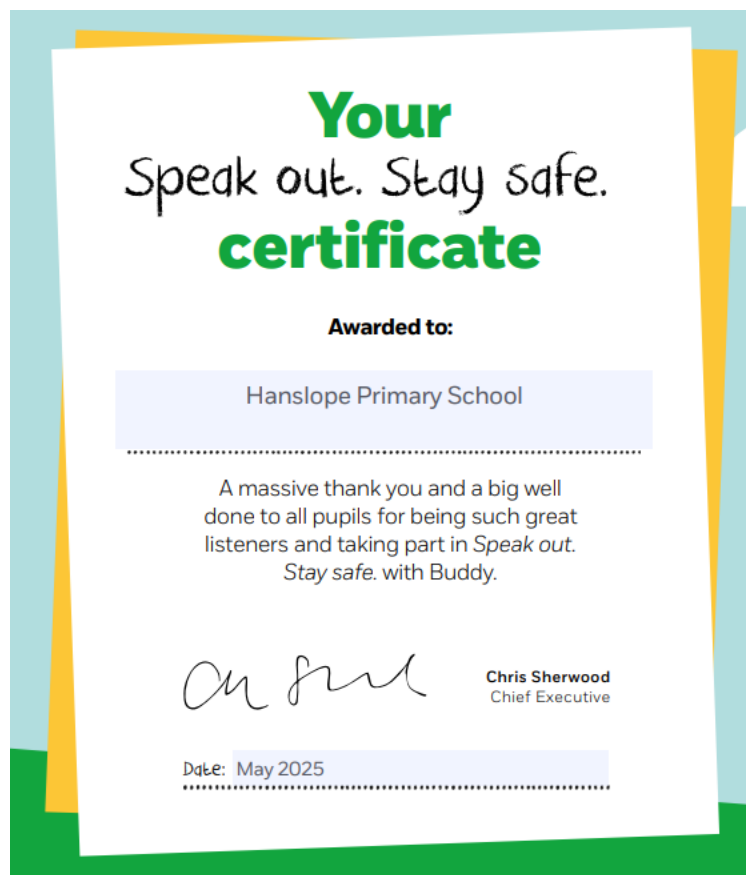 Your
Speak out. Stay safe.
certificate
Awarded to:
Hanslope Primary School
A massive thank you and a big well
done to all pupils for being such great
listeners and taking part in Speak out.
Stay safe. with Buddy.
Chris Sherwood
Chief Executive
Date: May 2025